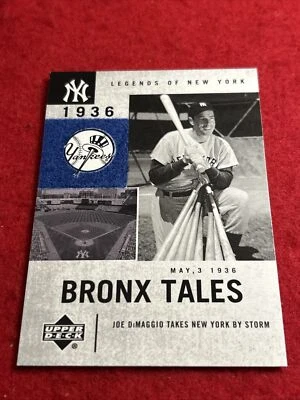 NY
LEGENDS OF NEW YORK
1936
Yankees
MAY, 3 1936
BRONX TALES
UPPER
DECK
JOE DiMAGGIO TAKES NEW YORK BY STORM